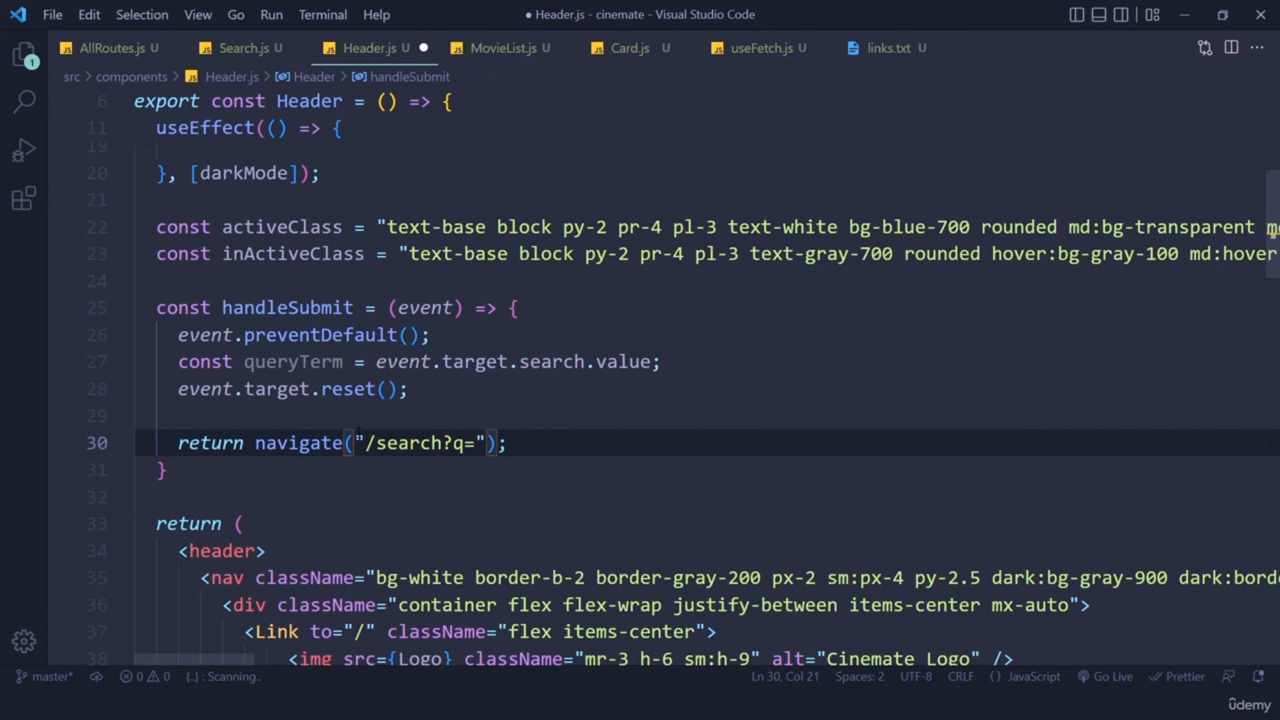 File Edit Selection View Go Run Terminal Help
● Header.js - cinemate - Visual Studio Code
AllRoutes.js U Search.js U Header.js U MovieList.js U Card.js U useFetch.js U links.txt U
src > components > Header.js > Header > handleSubmit
6 export const Header = () => {
11 useEffect(() => {
19
20 }, [darkMode]);
21
22 const activeClass = "text-base block py-2 pr-4 pl-3 text-white bg-blue-700 rounded md:bg-transparent
23 const inActiveClass = "text-base block py-2 pr-4 pl-3 text-gray-700 rounded hover:bg-gray-100 md:hover
24
25 const handleSubmit = (event) => {
26 event.preventDefault();
27 const queryTerm = event.target.search.value;
28 event.target.reset();
29
30 return navigate("/search?q=");
31 }
32
33 return (
34 <header>
35 <nav className="bg-white border-b-2 border-gray-200 px-2 sm:px-4 py-2.5 dark:bg-gray-900 dark:bord
36 <div className="container flex flex-wrap justify-between items-center mx-auto">
37 <Link to="/" className="flex items-center">
38 <img src={Logo} className="mr-3 h-6 sm:h-9" alt="Cinemate Logo" />
1
master* 0 0 {..} : Scanning.. Ln 30, Col 21 Spaces: 2 UTF-8 CRLF {} JavaScript Go Live Prettier
ûdemy